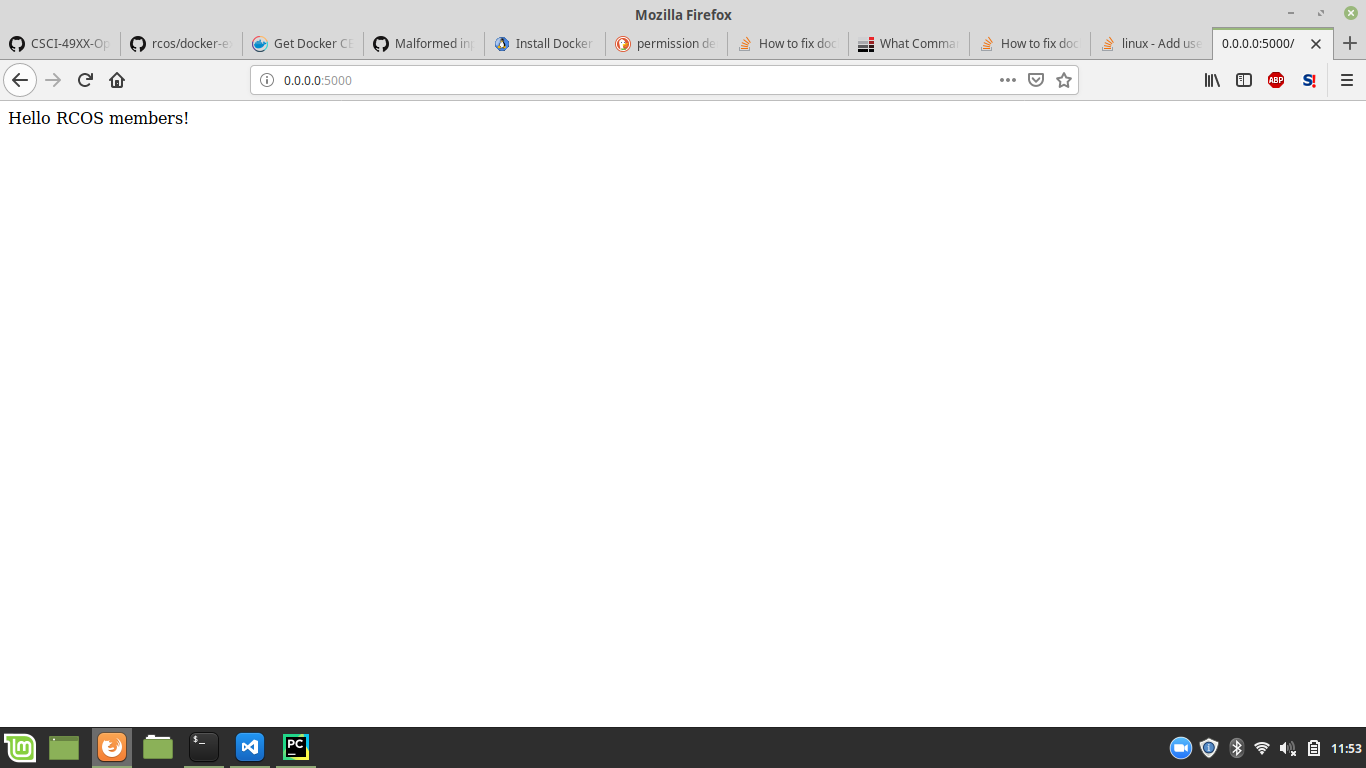 Mozilla Firefox
CSCI-49XX-Op
rcos/docker-e
Get Docker CE
Malformed inp
Install Docker
permission de
How to fix doc
What Comma
How to fix doc
linux - Add use
0.0.0.0:5000/
0.0.0.0:5000
ABP
S!
Hello RCOS members!
$_
PC
11:53